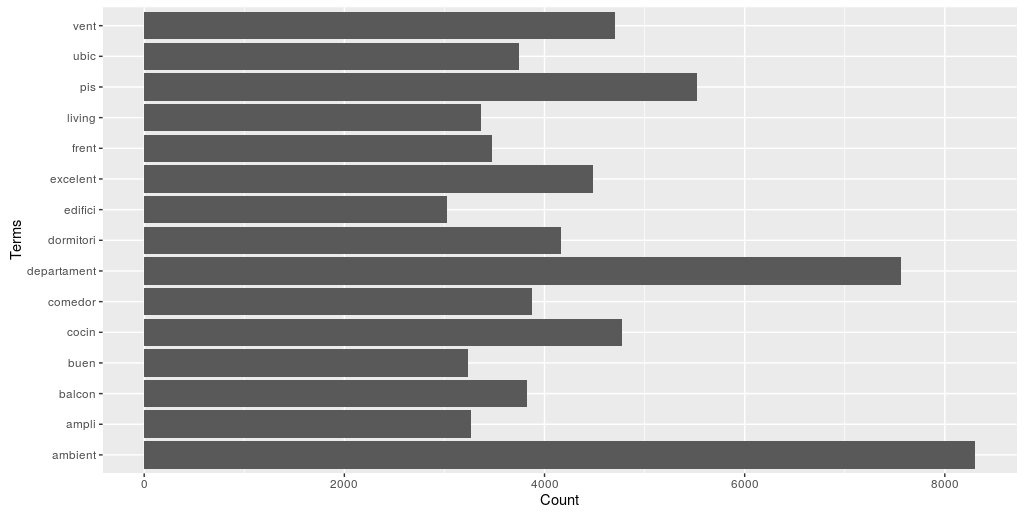 vent
ubic
pis
living
frent
excelent
edifici
dormitori
departament
comedor
cocin
buen
balcon
ampli
ambient
Terms
0 2000 4000 6000 8000
Count